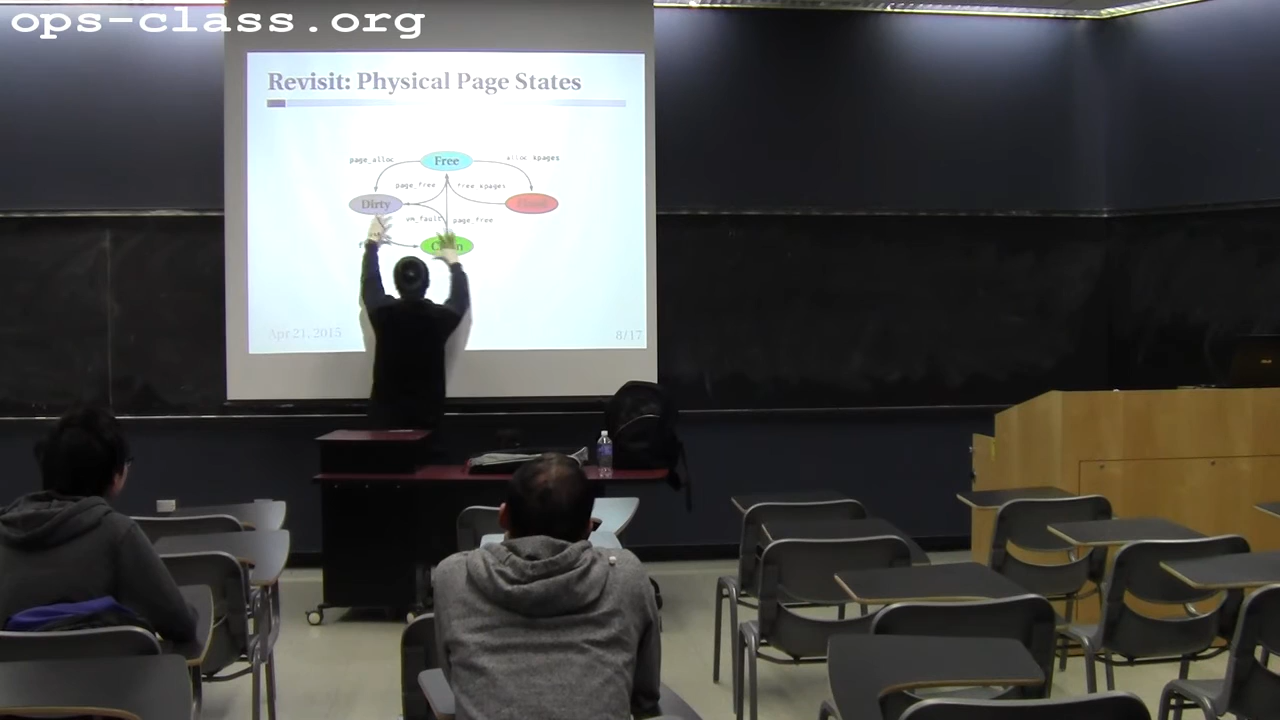 ops-class.org
Revisit: Physical Page States
Free
page_alloc
alloc_kpages
page_free
free_kpages
Dirty
Fixed
vm_fault
page_free
Apr 21, 2015
8/17